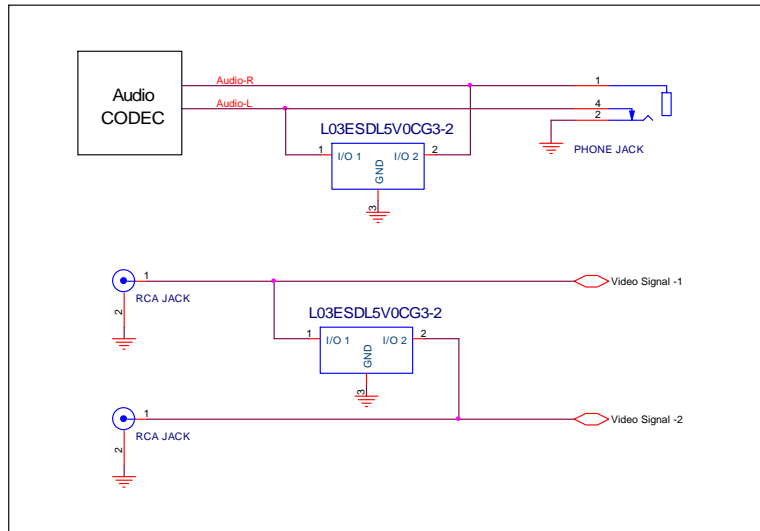 Audio CODEC
Audio-R
Audio-L
1
4
2
PHONE JACK
L03ESDL5V0CG3-2
1 I/O 1 I/O 2 2
GND
3
1
RCA JACK
2
Video Signal -1
L03ESDL5V0CG3-2
1 I/O 1 I/O 2 2
GND
3
1
RCA JACK
2
Video Signal -2